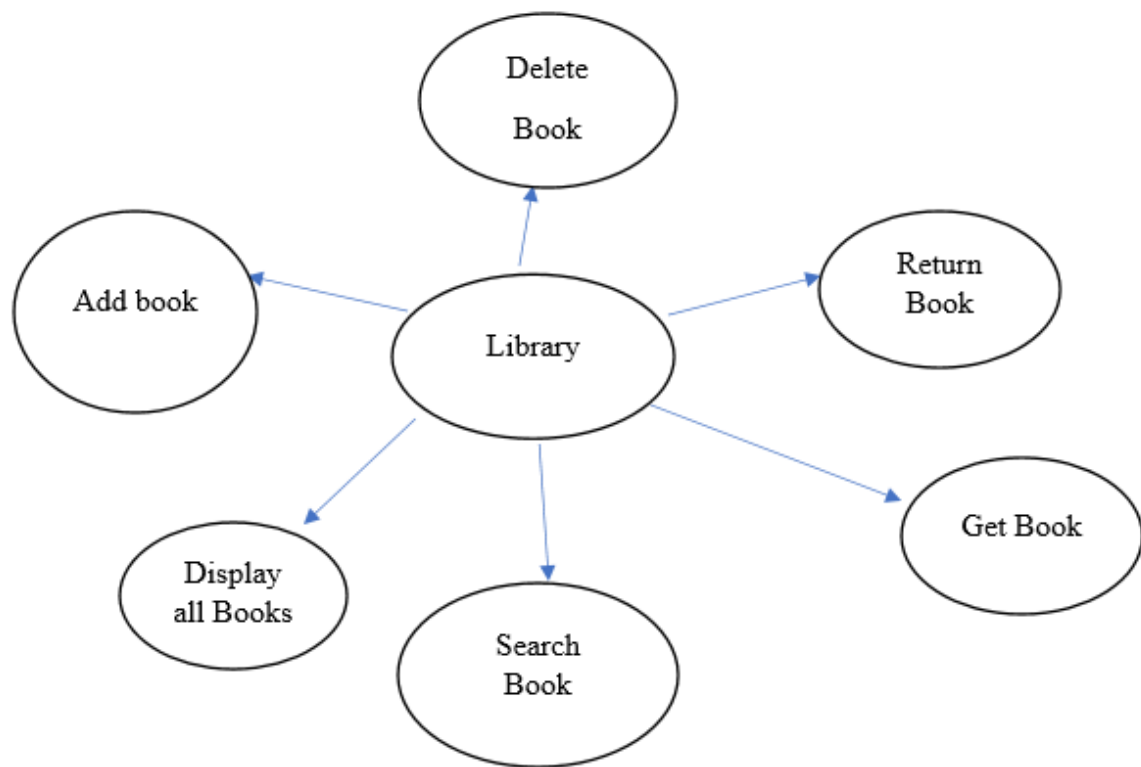 Delete
Book
Return
Book
Add book
Library
Get Book
Display
all Books
Search
Book